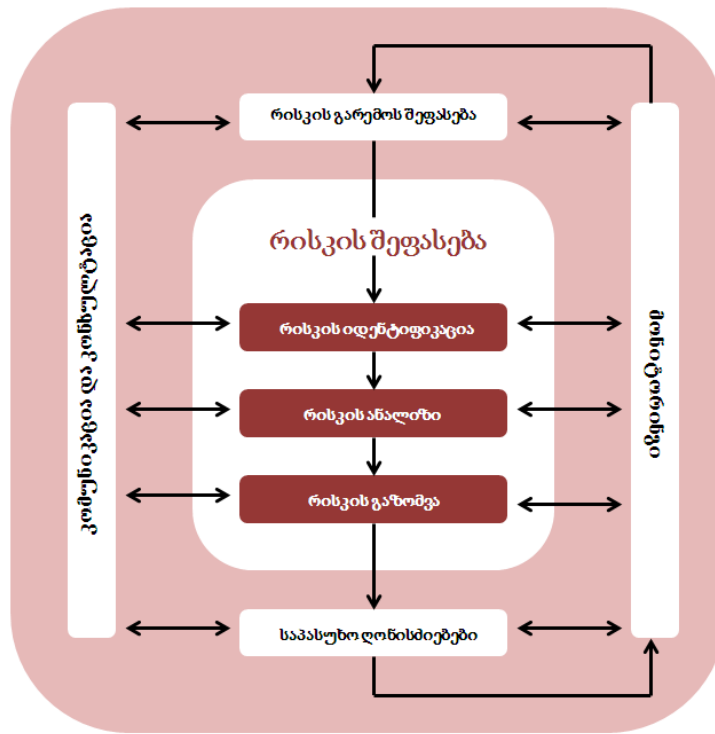 რისკის გარემოს შეფასება
კომუნიკაცია და კონსულტაცია
რისკის შეფასება
რისკის იდენტიფიკაცია
რისკის ანალიზი
რისკის გაზომვა
მონიტორინგი
საპასუხო ღონისძიებები